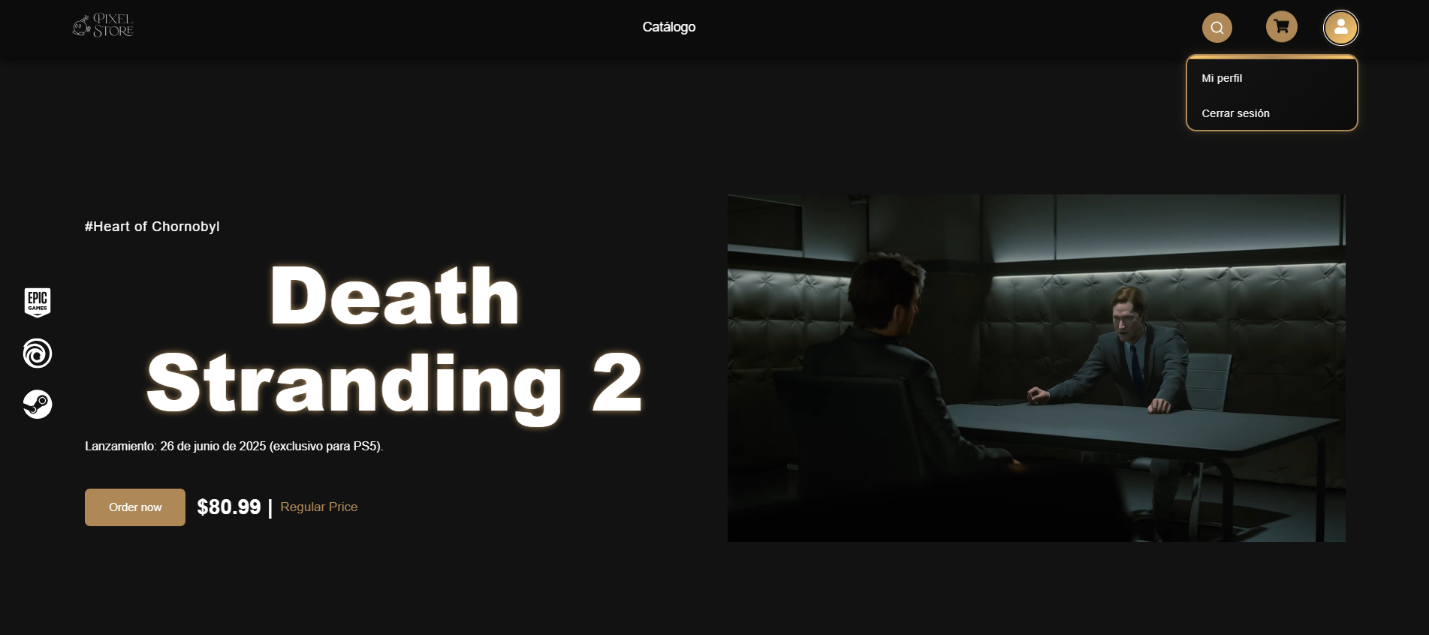 PIXEL
STORE
Catálogo
Mi perfil
Cerrar sesión
#Heart of Chornobyl
Death
Stranding 2
EPIC
GAMES
Lanzamiento: 26 de junio de 2025 (exclusivo para PS5).
Order now $80.99 | Regular Price